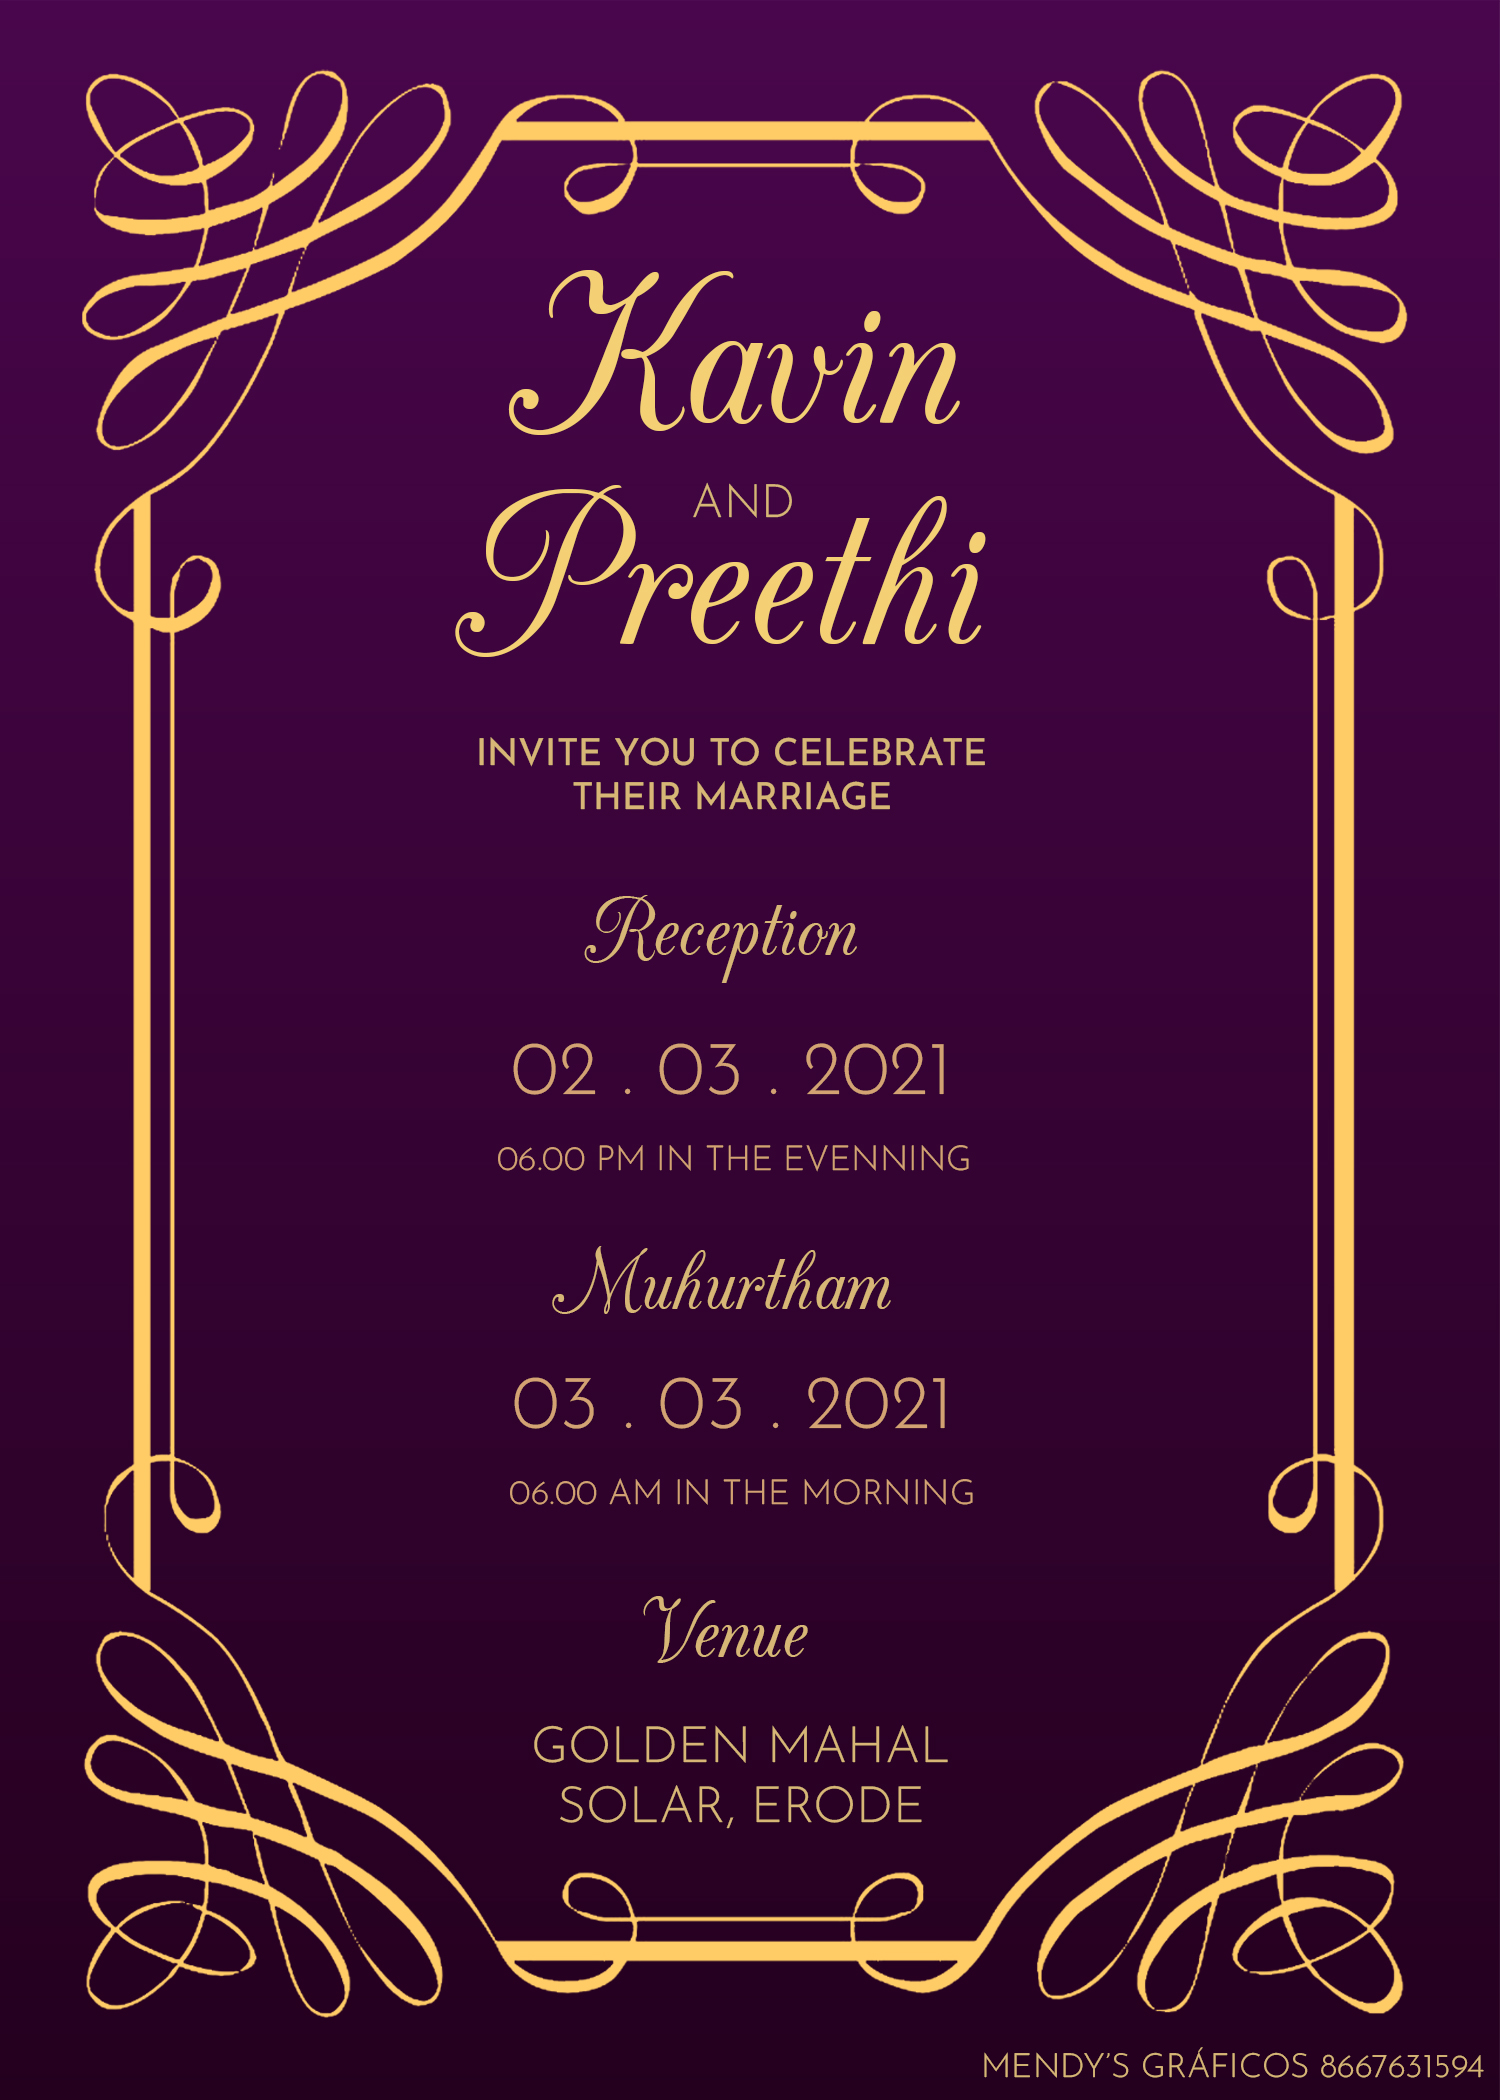 Kavin
AND
Preethi
INVITE YOU TO CELEBRATE
THEIR MARRIAGE
Reception
02 . 03 . 2021
06.00 PM IN THE EVENNING
Muhurtham
03 . 03 . 2021
06.00 AM IN THE MORNING
Venue
GOLDEN MAHAL
SOLAR, ERODE
MENDY'S GRÁFICOS 8667631594